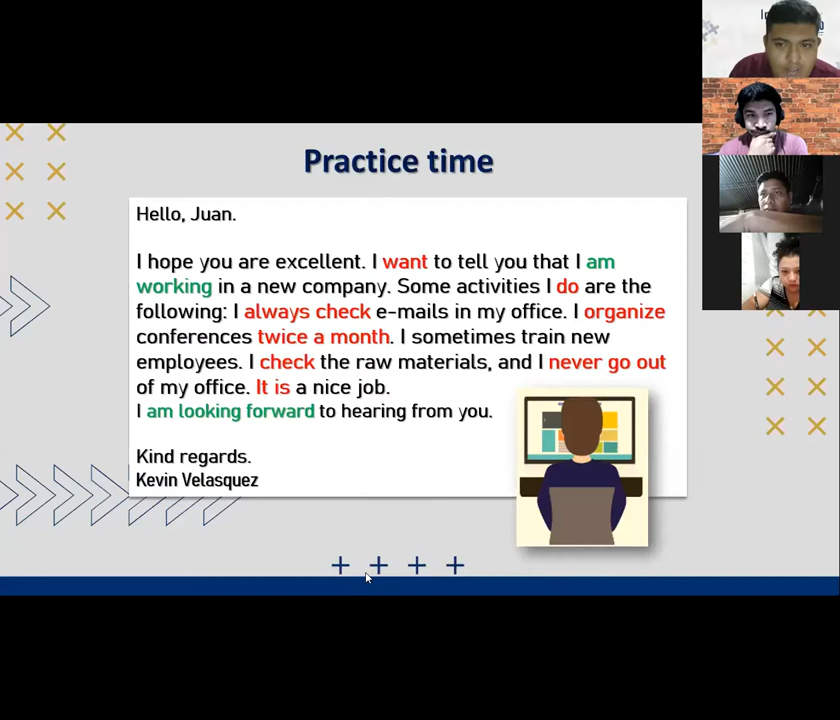 Practice time
Hello, Juan.
I hope you are excellent. I want to tell you that I am
working in a new company. Some activities I do are the
following: I always check e-mails in my office. I organize
conferences twice a month. I sometimes train new
employees. I check the raw materials, and I never go out
of my office. It is a nice job.
I am looking forward to hearing from you.
Kind regards.
Kevin Velasquez